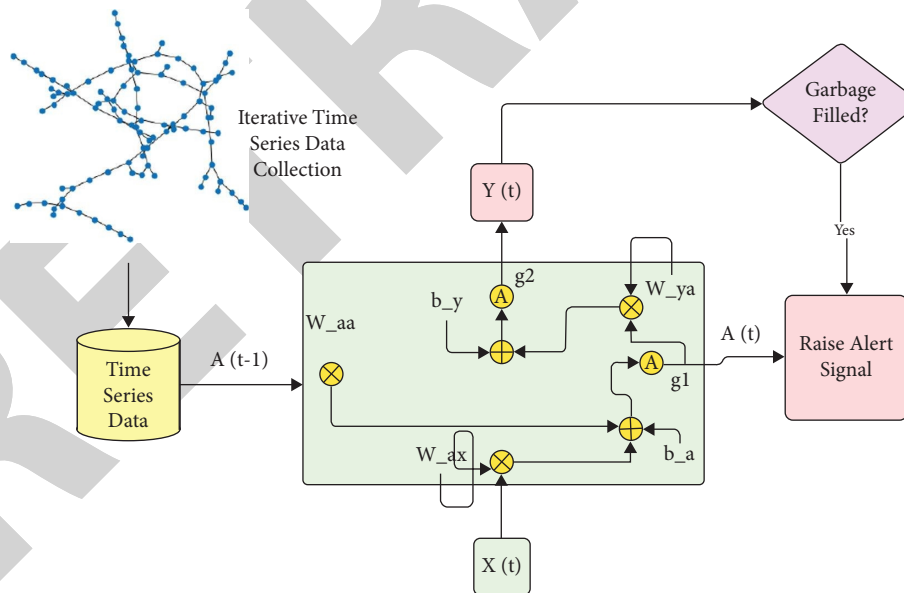 Iterative Time
Series Data
Collection
Garbage
Filled?
Y (t)
Yes
g2
W_ya
b_y
W_aa
A
A (t-1)
A (t)
Time
Series
Data
A
g1
Raise Alert
Signal
W_ax
b_a
X (t)